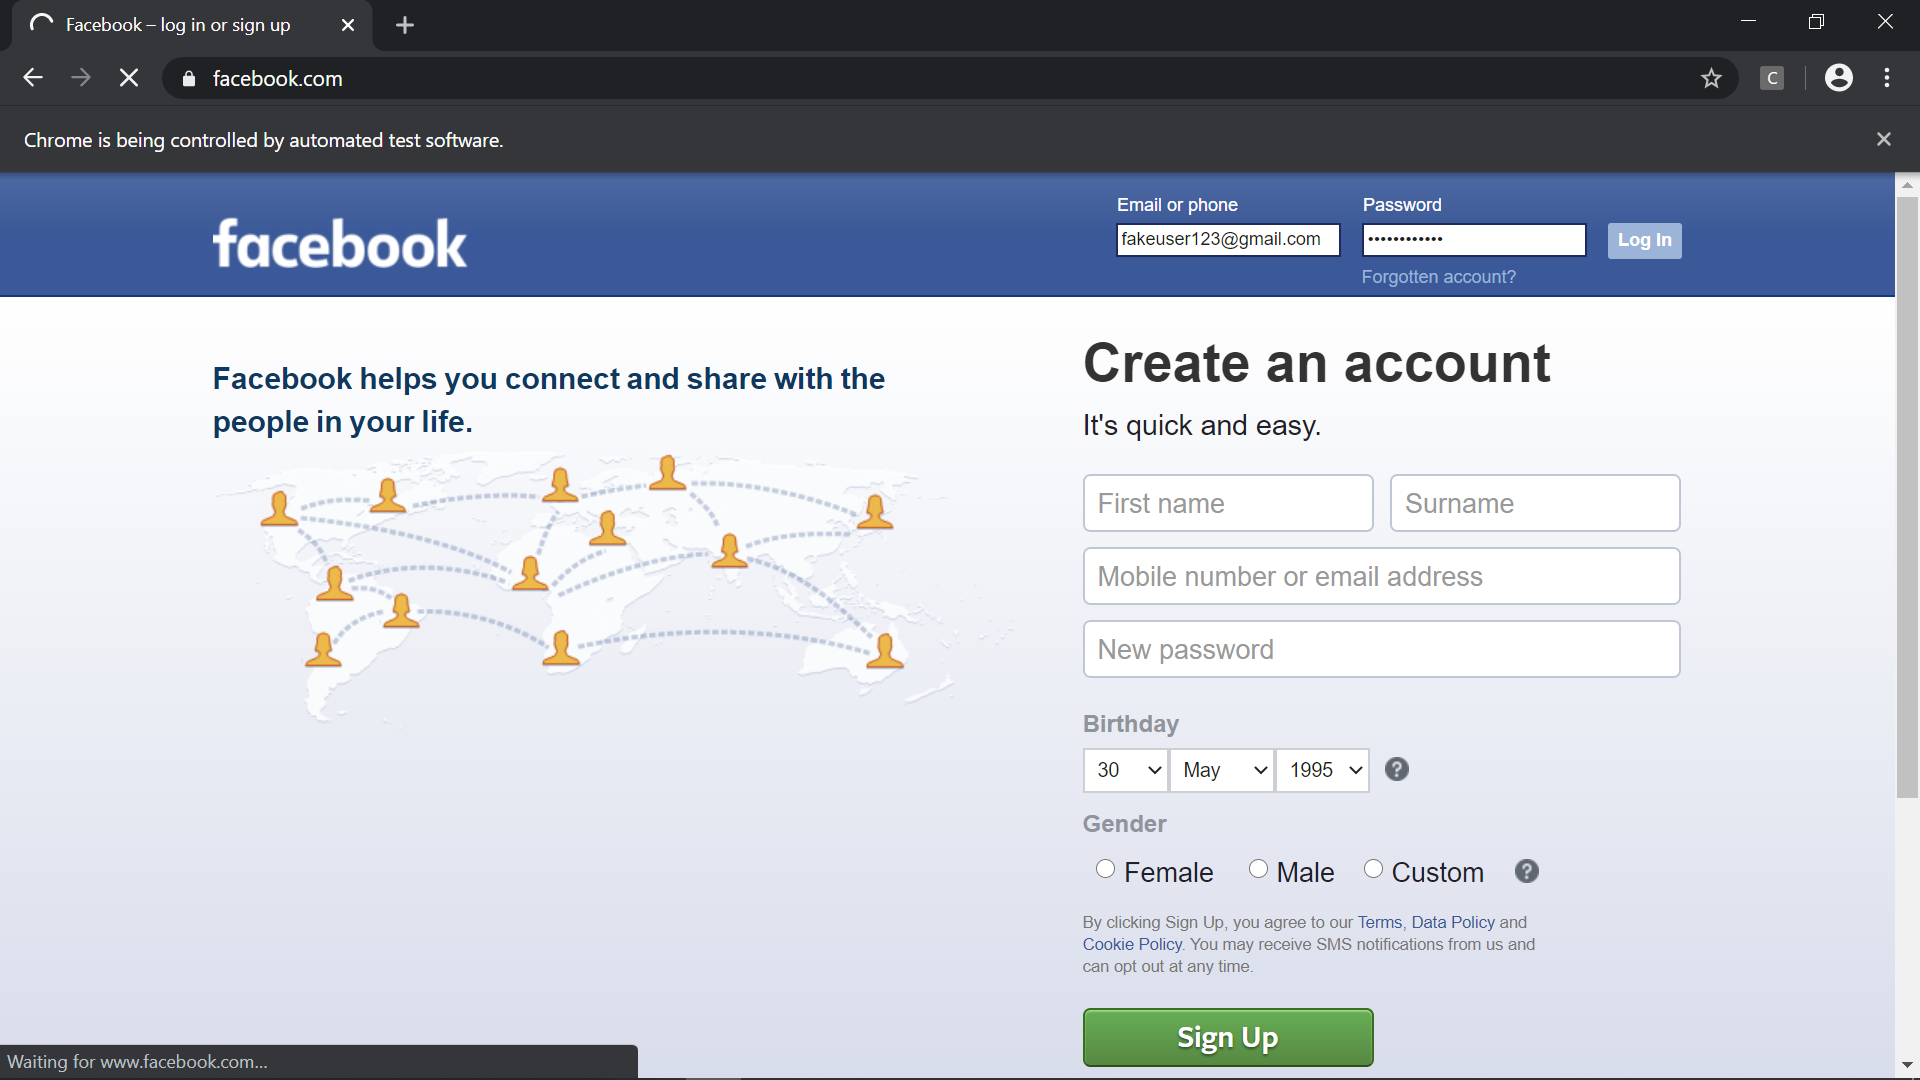 Facebook – log in or sign up
facebook.com
C
Chrome is being controlled by automated test software.
facebook
Email or phone
Password
fakeuser123@gmail.com
••••••••••••
Log In
Forgotten account?
Facebook helps you connect and share with the
people in your life.
Create an account
It's quick and easy.
First name
Surname
Mobile number or email address
New password
Birthday
30
May
1995
?
Gender
Female
Male
Custom
?
By clicking Sign Up, you agree to our Terms, Data Policy and
Cookie Policy. You may receive SMS notifications from us and
can opt out at any time.
Sign Up
Waiting for www.facebook.com...